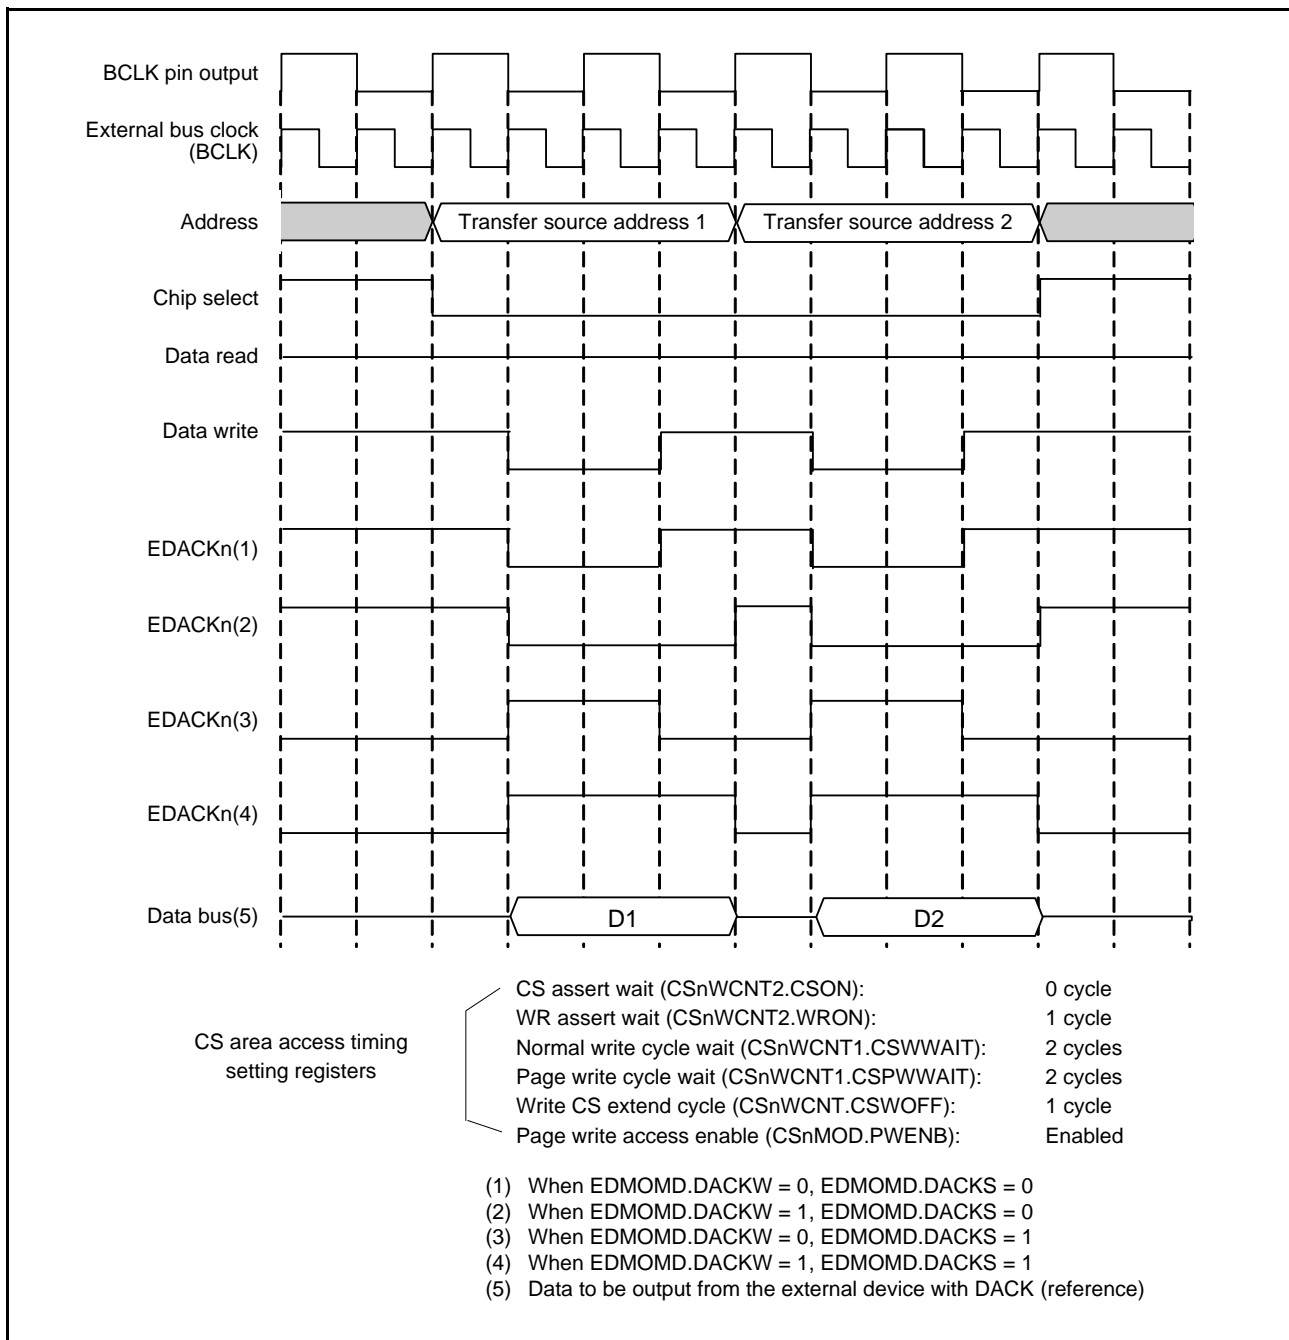 BCLK pin output
External bus clock
(BCLK)
Address
Transfer source address 1
Transfer source address 2
Chip select
Data read
Data write
EDACKn(1)
EDACKn(2)
EDACKn(3)
EDACKn(4)
Data bus(5)
D1
D2
CS area access timing
setting registers
CS assert wait (CSnWCNT2.CSON): 0 cycle
WR assert wait (CSnWCNT2.WRON): 1 cycle
Normal write cycle wait (CSnWCNT1.CSWWAIT): 2 cycles
Page write cycle wait (CSnWCNT1.CSPWWAIT): 2 cycles
Write CS extend cycle (CSnWCNT.CSWOFF): 1 cycle
Page write access enable (CSnMOD.PWENB): Enabled
(1) When EDMOMD.DACKW = 0, EDMOMD.DACKS = 0
(2) When EDMOMD.DACKW = 1, EDMOMD.DACKS = 0
(3) When EDMOMD.DACKW = 0, EDMOMD.DACKS = 1
(4) When EDMOMD.DACKW = 1, EDMOMD.DACKS = 1
(5) Data to be output from the external device with DACK (reference)